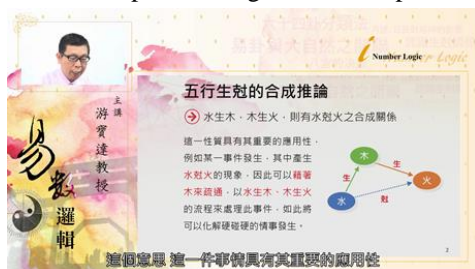 Number Logic
五行生尅的合成推論
水生木、木生火，則有水尅火之合成關係
這一性質具有其重要的應用性，
例如某一事件發生，其中產生
水尅火的現象，因此可以藉著
木來疏通，以水生木、木生火
的流程來處理此事件，如此將
可以化解硬碰硬的情事發生。
木
生
生
火
水
尅
2
主講
游寶達教授
易數
邏輯
這個意思 這一件事情具有其重要的應用性